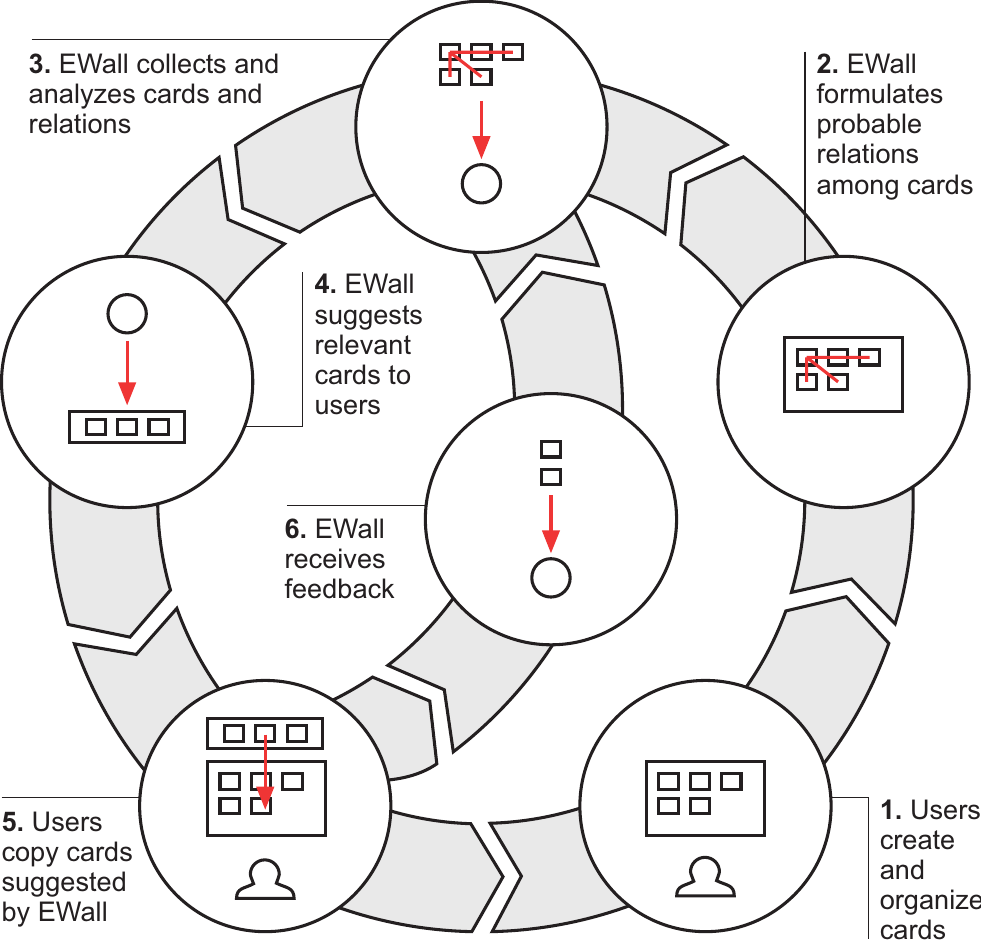 3. EWall collects and
analyzes cards and
relations
2. EWall
formulates
probable
relations
among cards
4. EWall
suggests
relevant
cards to
users
6. EWall
receives
feedback
5. Users
copy cards
suggested
by EWall
1. Users
create
and
organize
cards